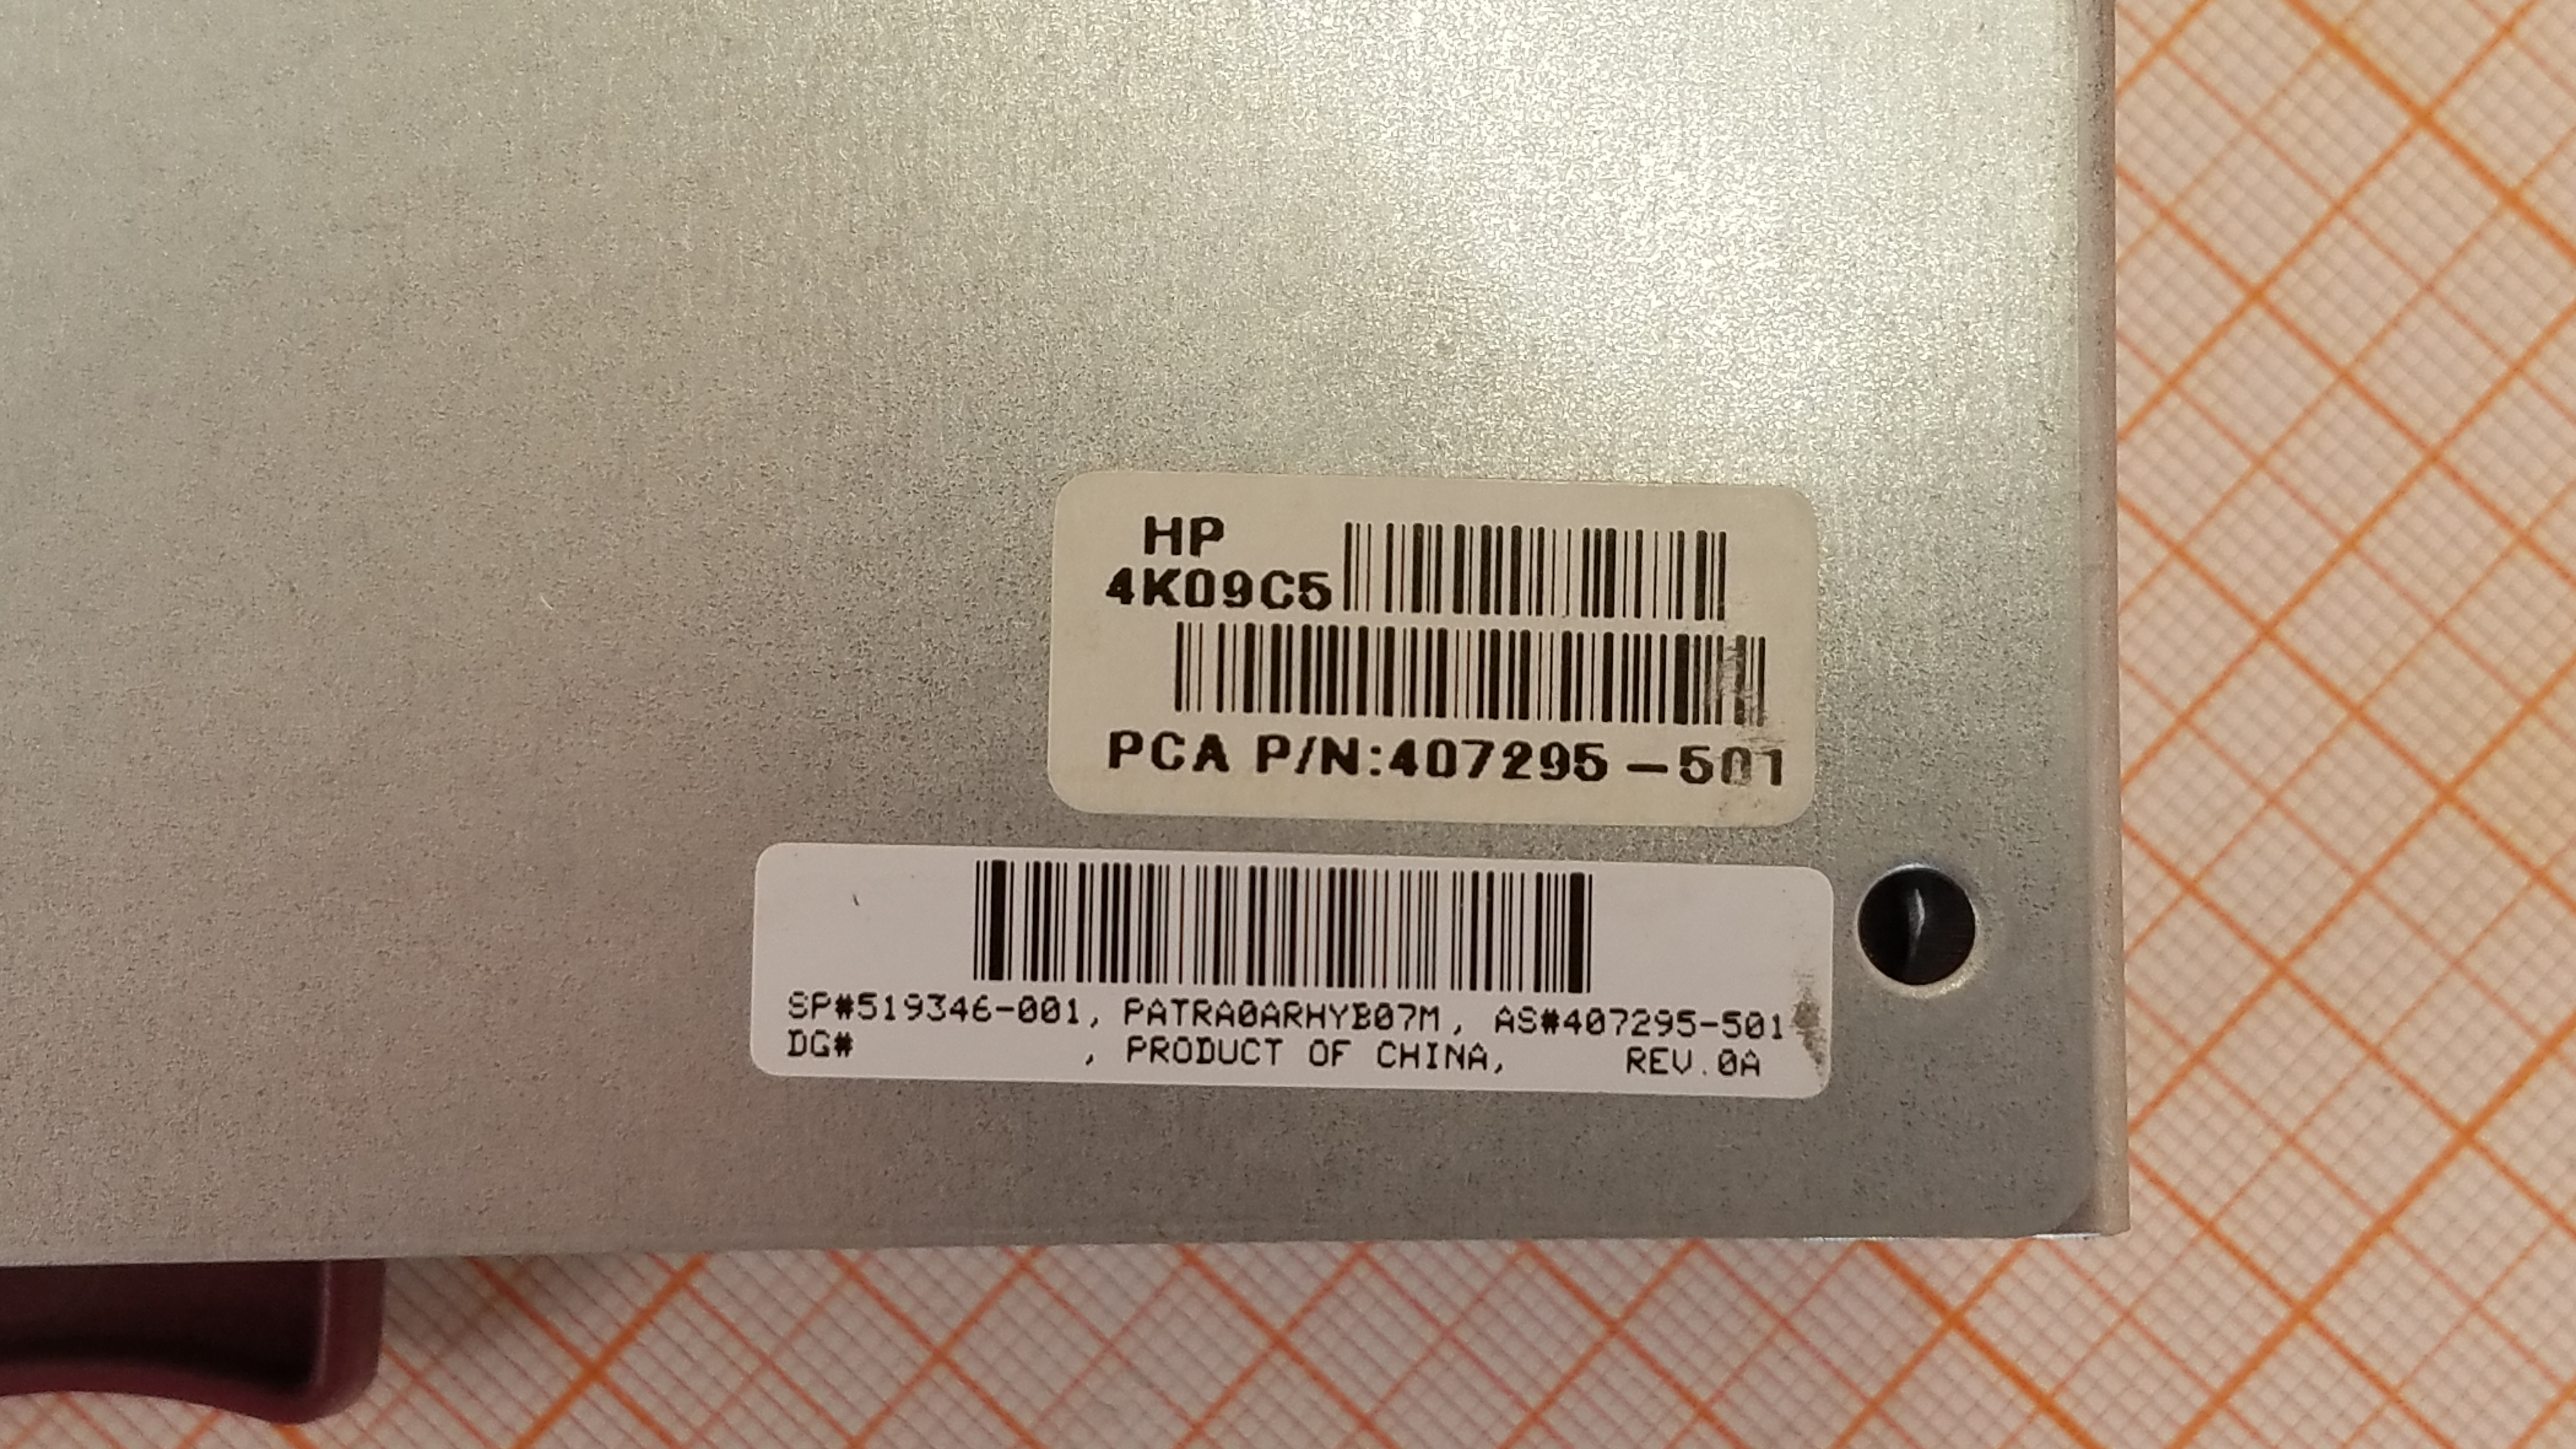 HP
4K09C5
PCA P/N:407295-501
SP#519346-001, PATRA0ARHYB07M, AS#407295-501
DG# , PRODUCT OF CHINA, REV.0A